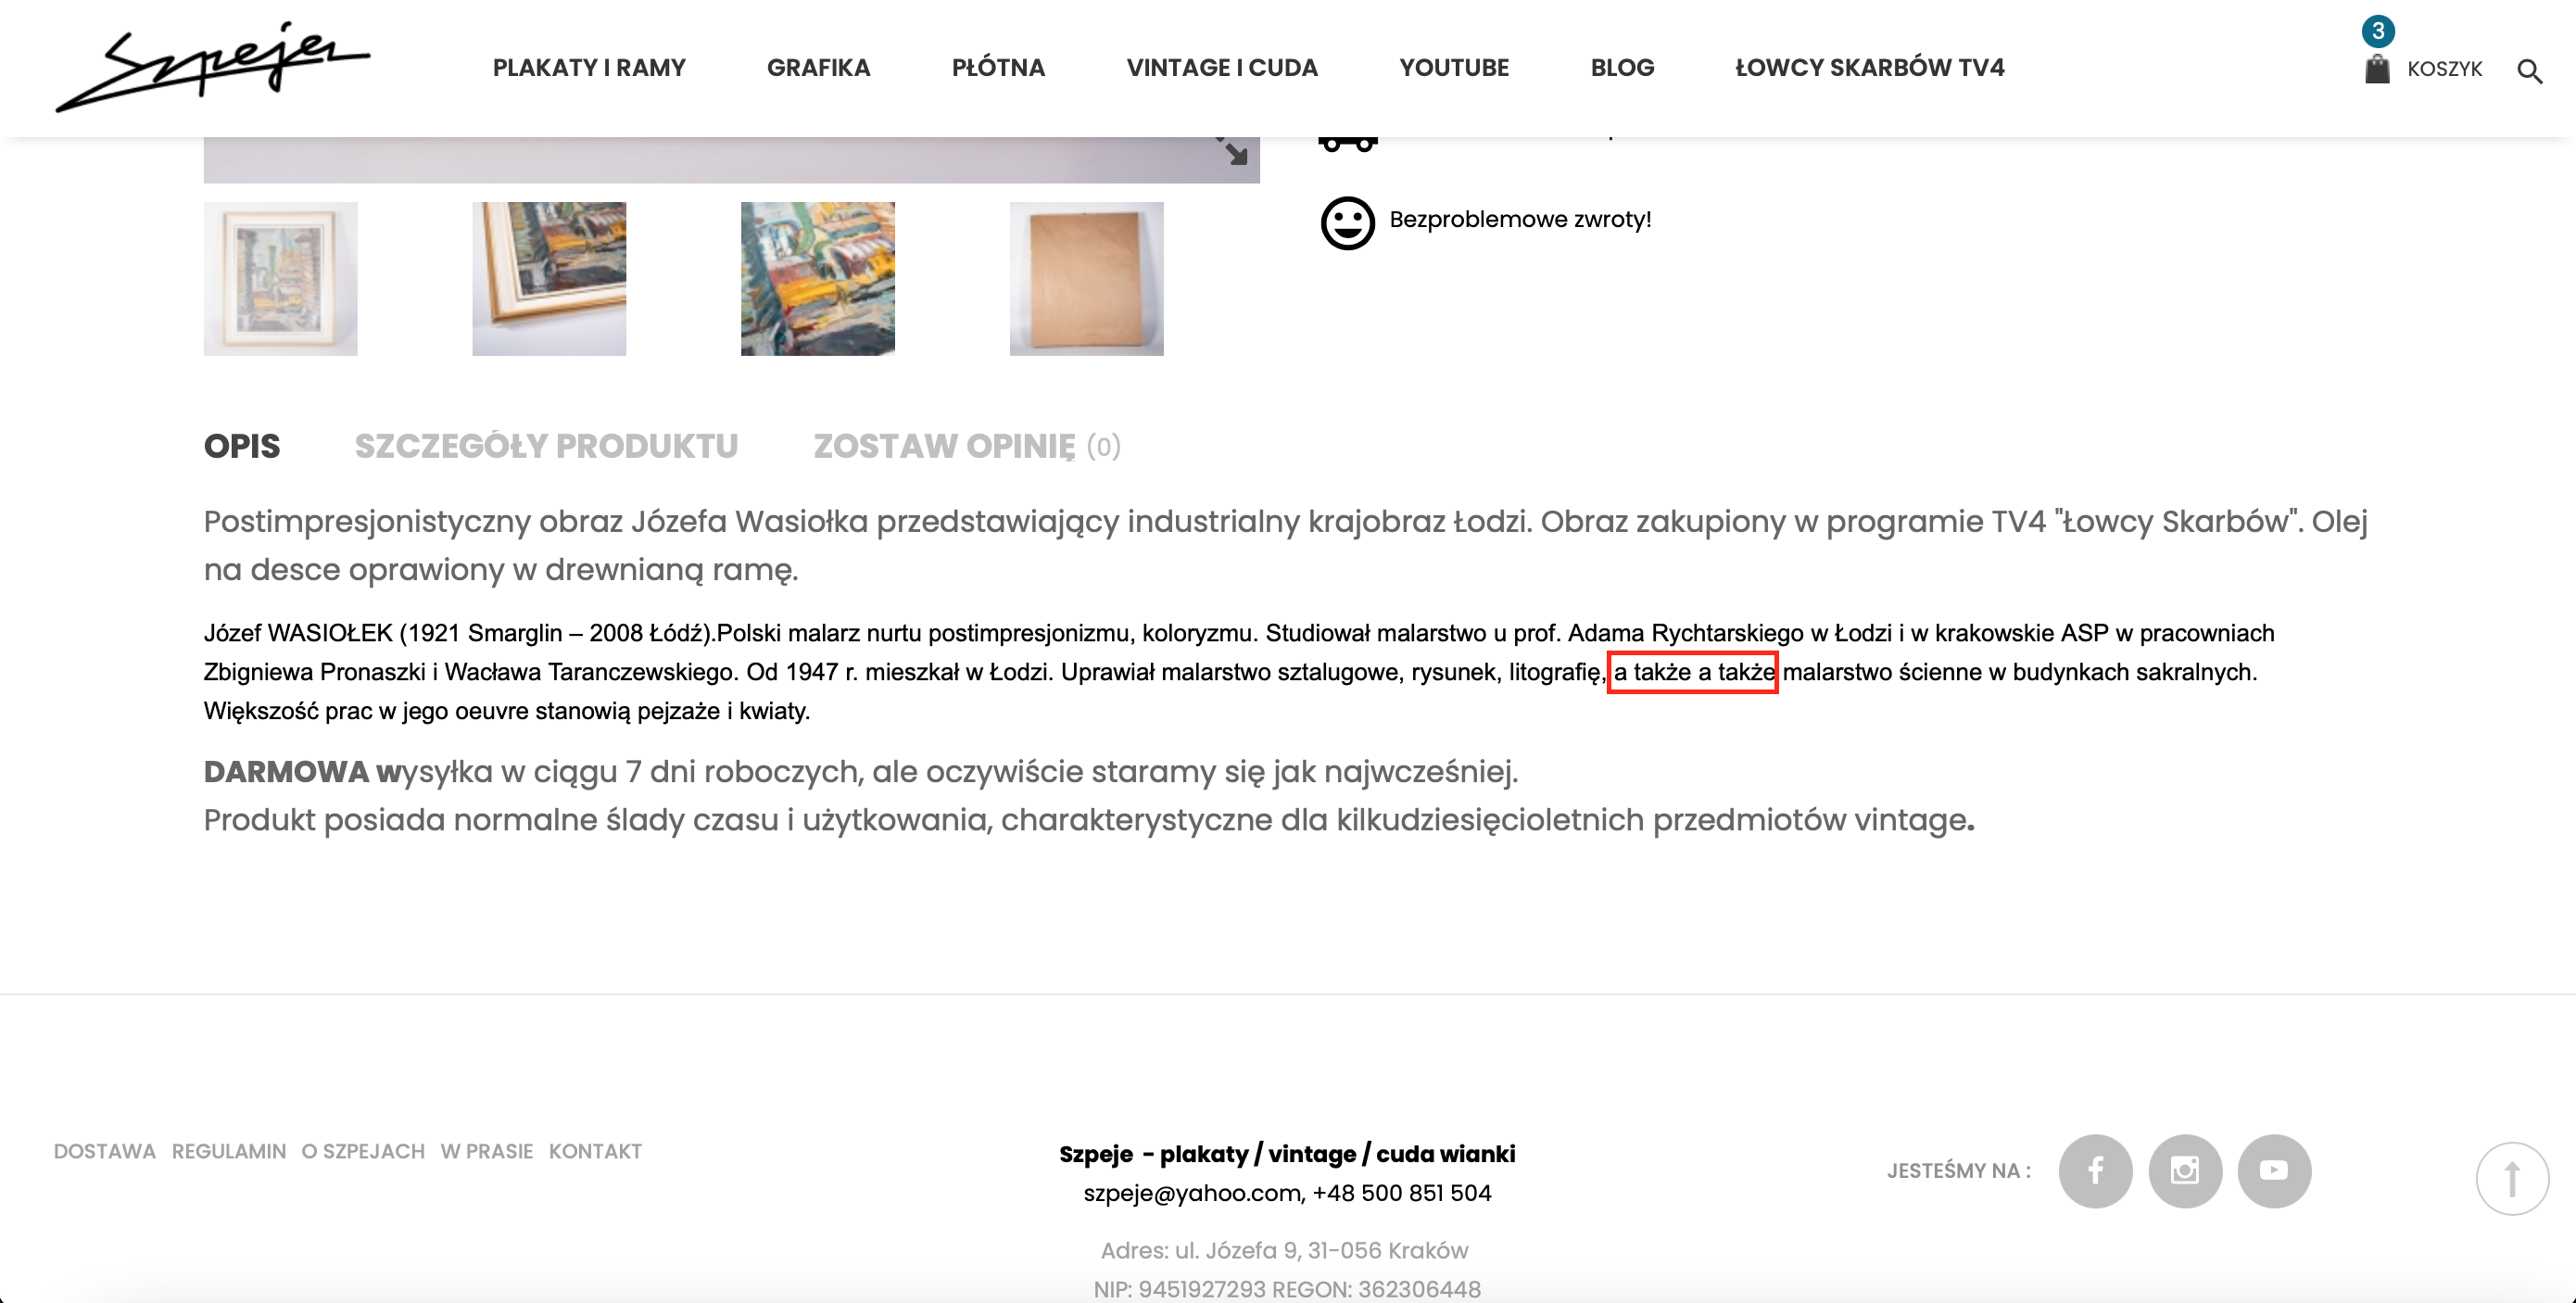 Szpeje
PLAKATY I RAMY
GRAFIKA
PŁÓTNA
VINTAGE I CUDA
YOUTUBE
BLOG
ŁOWCY SKARBÓW TV4
3
KOSZYK
Bezproblemowe zwroty!
OPIS
SZCZEGÓŁY PRODUKTU
ZOSTAW OPINIĘ (0)
Postimpresjonistyczny obraz Józefa Wasiołka przedstawiający industrialny krajobraz Łodzi. Obraz zakupiony w programie TV4 "Łowcy Skarbów". Olej
na desce oprawiony w drewnianą ramę.
Józef WASIOŁEK (1921 Smarglin – 2008 Łódź).Polski malarz nurtu postimpresjonizmu, koloryzmu. Studiował malarstwo u prof. Adama Rychtarskiego w Łodzi i w krakowskie ASP w pracowniach
Zbigniewa Pronaszki i Wacława Taranczewskiego. Od 1947 r. mieszkał w Łodzi. Uprawiał malarstwo sztalugowe, rysunek, litografię, a także a także malarstwo ścienne w budynkach sakralnych.
Większość prac w jego oeuvre stanowią pejzaże i kwiaty.
DARMOWA wysyłka w ciągu 7 dni roboczych, ale oczywiście staramy się jak najwcześniej.
Produkt posiada normalne ślady czasu i użytkowania, charakterystyczne dla kilkudziesięcioletnich przedmiotów vintage.
DOSTAWA REGULAMIN O SZPEJACH W PRASIE KONTAKT
Szpeje - plakaty / vintage / cuda wianki
szpeje@yahoo.com, +48 500 851 504
Adres: ul. Józefa 9, 31-056 Kraków
NIP: 9451927293 REGON: 362306448
JESTEŚMY NA :